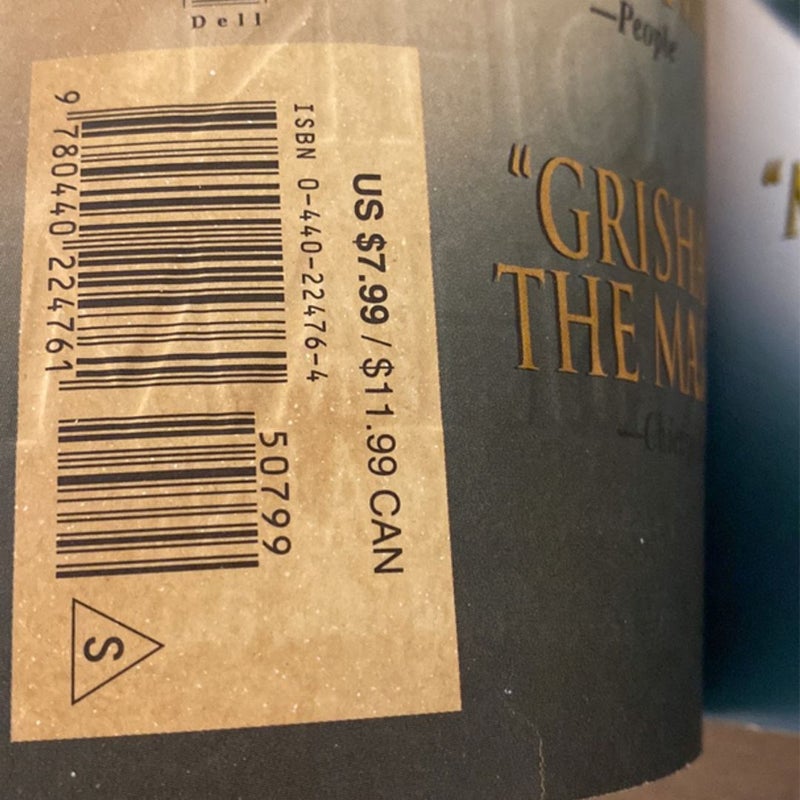 Dell
—People
ISBN 0-440-22476-4
9 780440 224761
50799
US $7.99 / $11.99 CAN
S
“GRISHA
THE MA